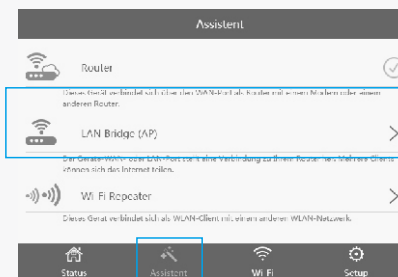 Assistent
Router
Dieses Gerät verbindet sich über den WAN-Port als Router mit einem Modem oder einem
anderen Router.
LAN Bridge (AP)
Der Geräte-WAN- oder LAN-Port stellt eine Verbindung zu Ihrem Router her. Mehrere Clients
können sich das Internet teilen.
Wi Fi Repeater
Dieses Gerät verbindet sich als WLAN-Client mit einem anderen WLAN-Netzwerk.
Status
Assistent
Wi Fi
Setup